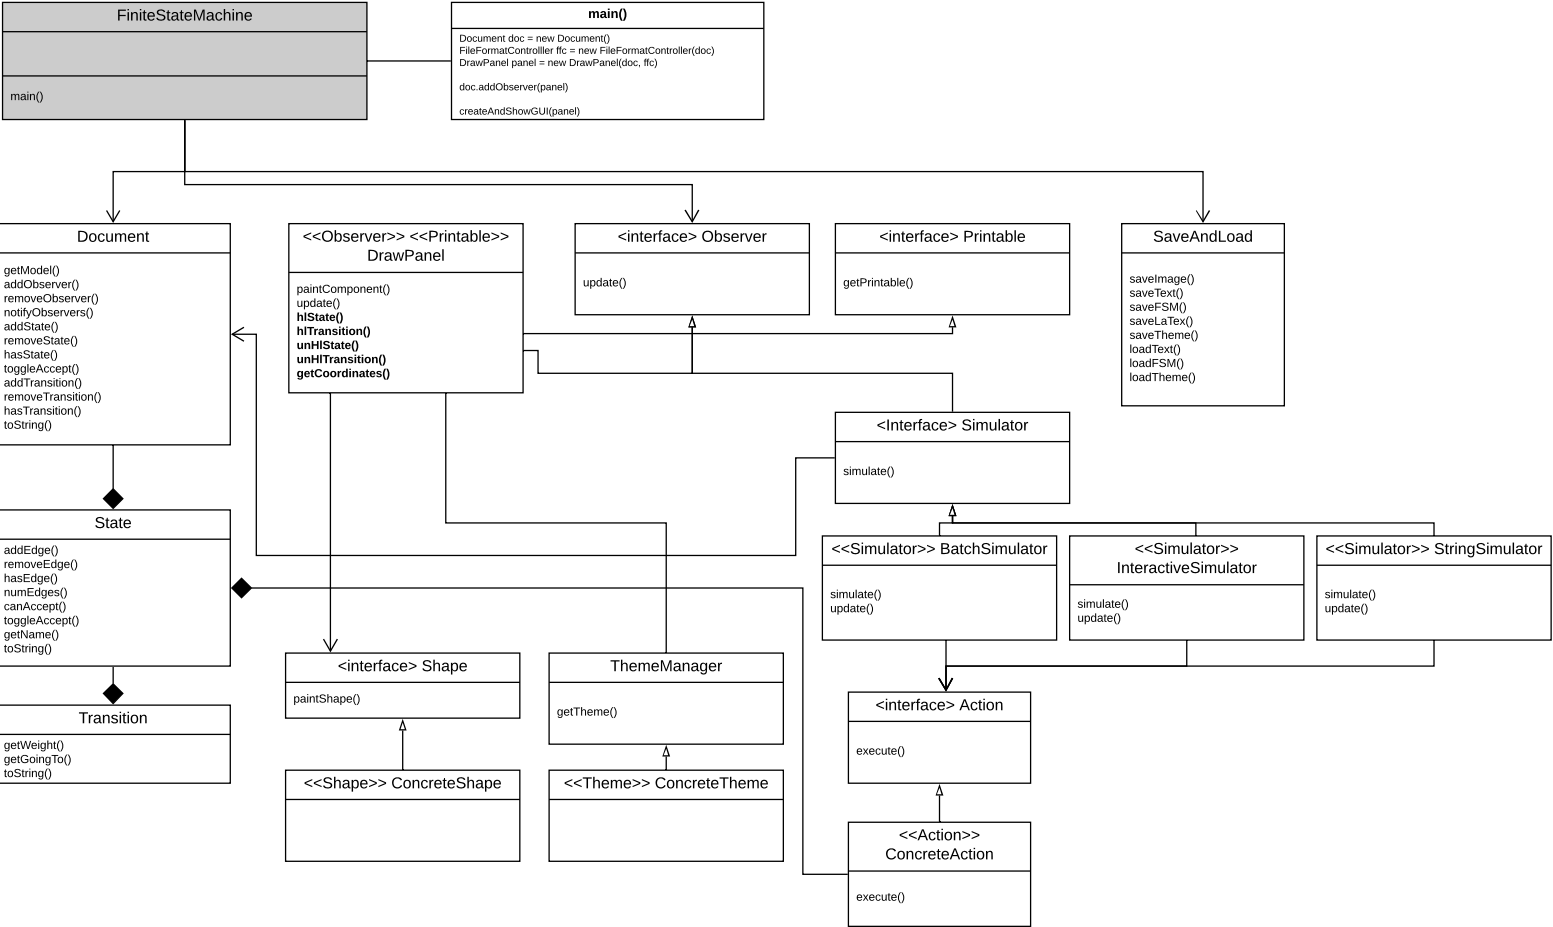 FiniteStateMachine
main()
main()
Document doc = new Document()
FileFormatControlller ffc = new FileFormatController(doc)
DrawPanel panel = new DrawPanel(doc, ffc)
doc.addObserver(panel)
createAndShowGUI(panel)
Document
getModel()
addObserver()
removeObserver()
notifyObservers()
addState()
removeState()
hasState()
toggleAccept()
addTransition()
removeTransition()
hasTransition()
toString()
<<Observer>> <<Printable>>
DrawPanel
paintComponent()
update()
hlState()
hlTransition()
unHlState()
unHlTransition()
getCoordinates()
<interface> Observer
update()
<interface> Printable
getPrintable()
SaveAndLoad
saveImage()
saveText()
saveFSM()
saveLaTex()
saveTheme()
loadText()
loadFSM()
loadTheme()
<Interface> Simulator
simulate()
State
addEdge()
removeEdge()
hasEdge()
numEdges()
canAccept()
toggleAccept()
getName()
toString()
<<Simulator>> BatchSimulator
simulate()
update()
<<Simulator>>
InteractiveSimulator
simulate()
update()
<<Simulator>> StringSimulator
simulate()
update()
Transition
getWeight()
getGoingTo()
toString()
<interface> Shape
paintShape()
ThemeManager
getTheme()
<interface> Action
execute()
<<Shape>> ConcreteShape
<<Theme>> ConcreteTheme
<<Action>>
ConcreteAction
execute()